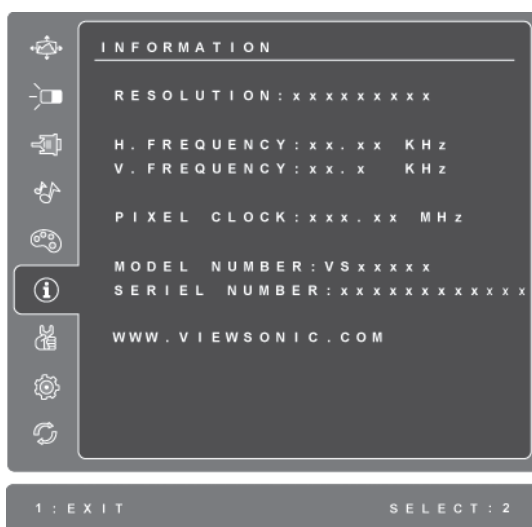 INFORMATION
RESOLUTION:xxxxxxxxx
H. FREQUENCY:xx.xx KHz
V. FREQUENCY:xx.x KHz
PIXEL CLOCK:xxx.xx MHz
MODEL NUMBER:VSxxxxx
SERIEL NUMBER:xxxxxxxxxxxx
WWW.VIEWSONIC.COM
1:EXIT SELECT:2